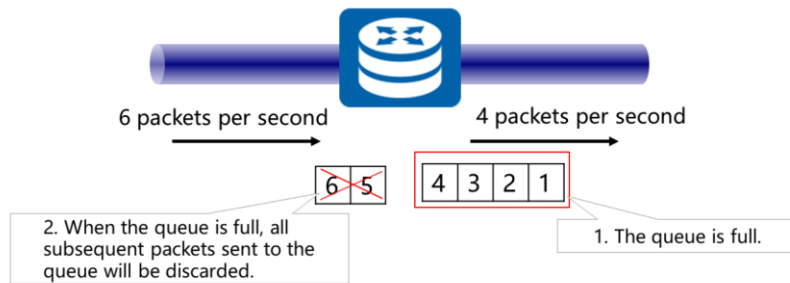 6 packets per second
4 packets per second
6 5
4 3 2 1
2. When the queue is full, all
subsequent packets sent to the
queue will be discarded.
1. The queue is full.